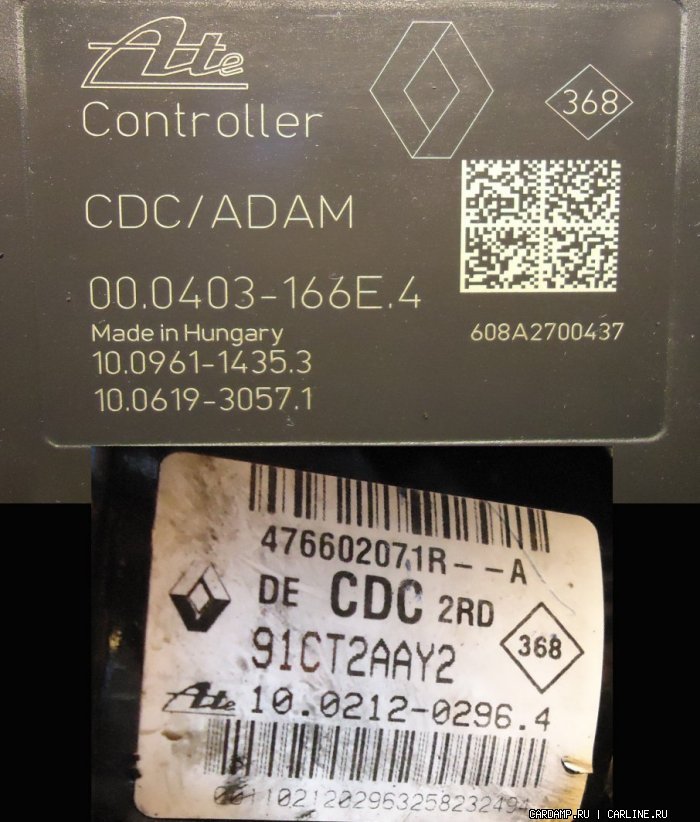 Ate
368
Controller
CDC/ADAM
00.0403-166E.4
Made in Hungary
608A2700437
10.0961-1435.3
10.0619-3057.1
476602071R--A
DE CDC 2RD
368
91CT2AAY2
Ate 10.0212-0296.4
CARDAMP.RU | CARLINE.RU